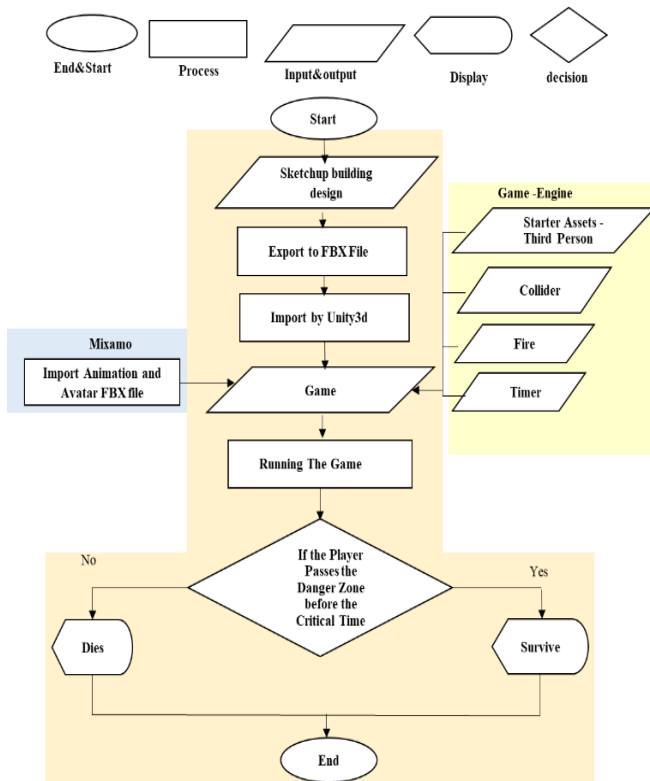 End&Start
Process
Input&output
Display
decision
Start
Sketchup building
design
Export to FBX File
Import by Unity3d
Mixamo
Import Animation and
Avatar FBX file
Game -Engine
Starter Assets -
Third Person
Collider
Fire
Timer
Game
Running The Game
If the Player
Passes the
Danger Zone
before the
Critical Time
No
Yes
Dies
Survive
End